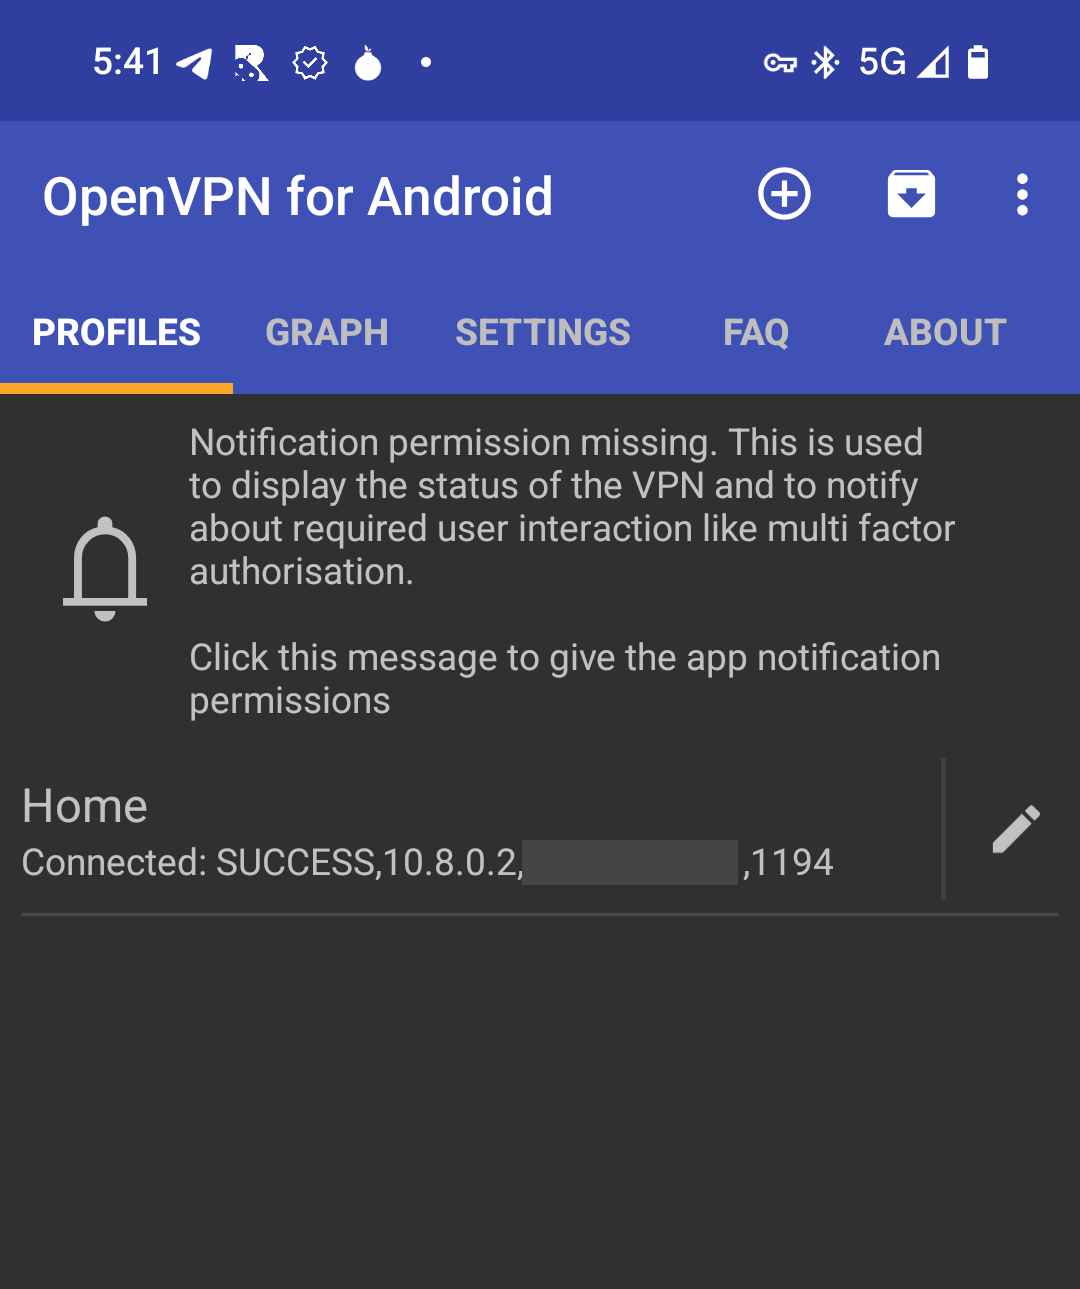 5:41 5G
OpenVPN for Android
PROFILES GRAPH SETTINGS FAQ ABOUT
Notification permission missing. This is used
to display the status of the VPN and to notify
about required user interaction like multi factor
authorisation.
Click this message to give the app notification
permissions
Home
Connected: SUCCESS,10.8.0.2, ,1194